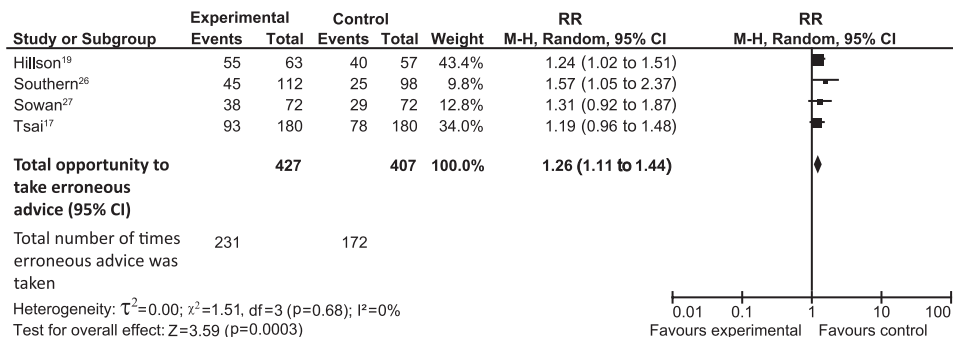 Experimental Control RR RR
Study or Subgroup Events Total Events Total Weight M-H, Random, 95% CI M-H, Random, 95% CI
Hillson¹⁹ 55 63 40 57 43.4% 1.24 (1.02 to 1.51)
Southern²⁶ 45 112 25 98 9.8% 1.57 (1.05 to 2.37)
Sowan²⁷ 38 72 29 72 12.8% 1.31 (0.92 to 1.87)
Tsai¹⁷ 93 180 78 180 34.0% 1.19 (0.96 to 1.48)
Total opportunity to 427 407 100.0% 1.26 (1.11 to 1.44)
take erroneous
advice (95% CI)
Total number of times 231 172
erroneous advice was
taken
Heterogeneity: τ²=0.00; χ²=1.51, df=3 (p=0.68); I²=0%
Test for overall effect: Z=3.59 (p=0.0003)
0.01 0.1 1 10 100
Favours experimental Favours control